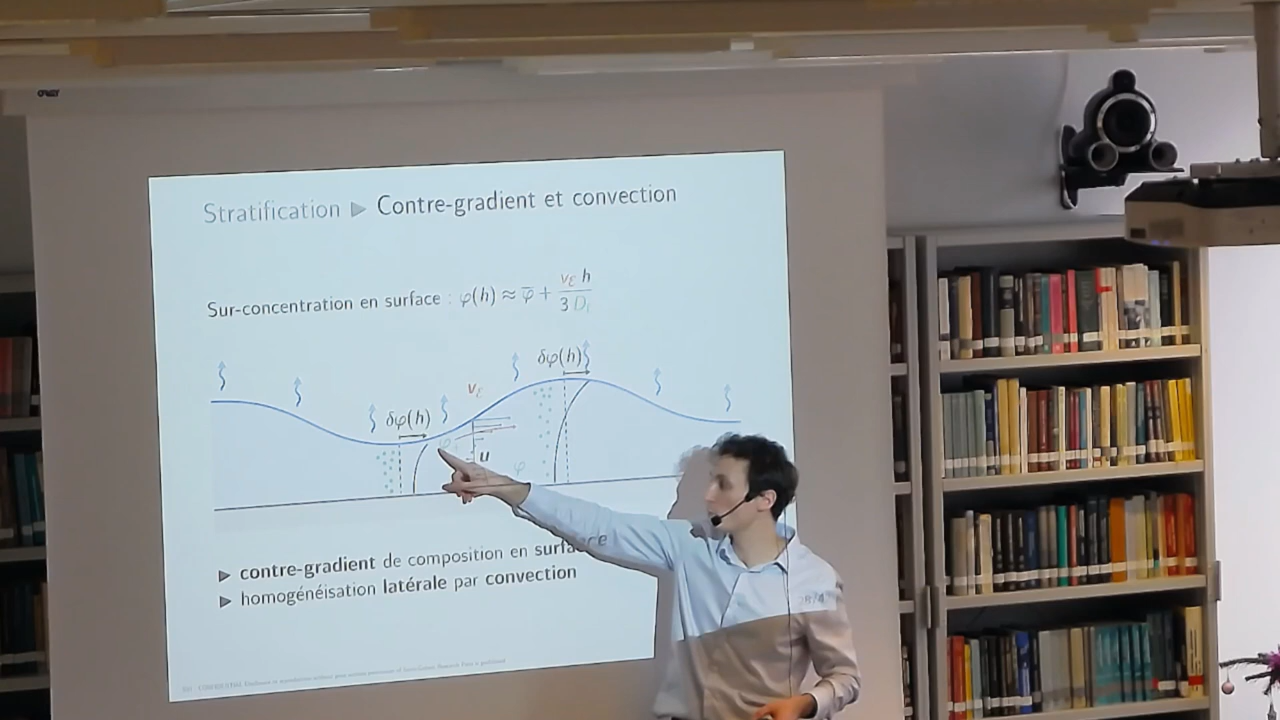 Stratification ▶ Contre-gradient et convection
Sur-concentration en surface : φ(h) ≈ φ̅ + v_ℰ h / 3 D_l
δφ(h)
v_ℰ
δφ(h)
φ
u
φ
▶ contre-gradient de composition en surface
▶ homogénéisation latérale par convection